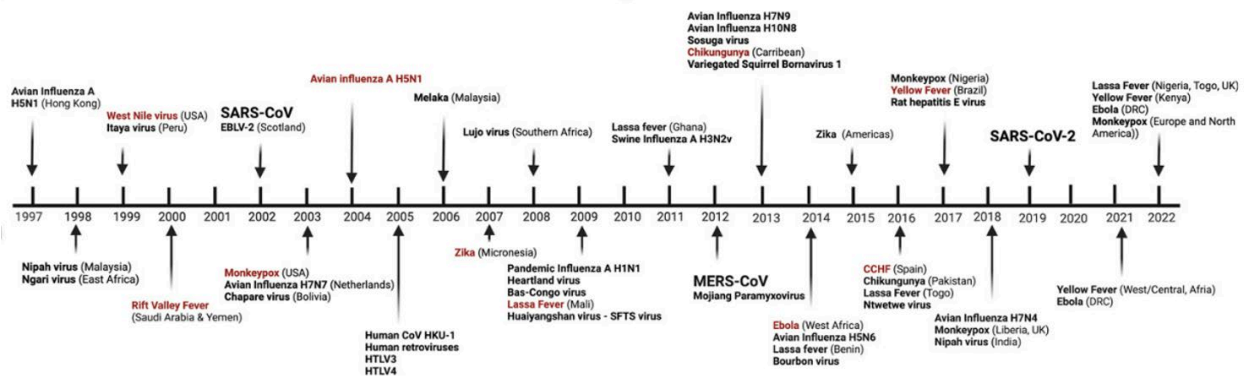 Avian Influenza A
H5N1 (Hong Kong)
West Nile virus (USA)
Itaya virus (Peru)
SARS-CoV
EBLV-2 (Scotland)
Avian influenza A H5N1
Melaka (Malaysia)
Lujo virus (Southern Africa)
Lassa fever (Ghana)
Swine Influenza A H3N2v
Avian Influenza H7N9
Avian Influenza H10N8
Sosuga virus
Chikungunya (Carribean)
Variegated Squirrel Bornavirus 1
Zika (Americas)
Monkeypox (Nigeria)
Yellow Fever (Brazil)
Rat hepatitis E virus
SARS-CoV-2
Lassa Fever (Nigeria, Togo, UK)
Yellow Fever (Kenya)
Ebola (DRC)
Monkeypox (Europe and North
America))
1997 1998 1999 2000 2001 2002 2003 2004 2005 2006 2007 2008 2009 2010 2011 2012 2013 2014 2015 2016 2017 2018 2019 2020 2021 2022
Nipah virus (Malaysia)
Ngari virus (East Africa)
Rift Valley Fever
(Saudi Arabia & Yemen)
Monkeypox (USA)
Avian Influenza H7N7 (Netherlands)
Chapare virus (Bolivia)
Human CoV HKU-1
Human retroviruses
HTLV3
HTLV4
Zika (Micronesia)
Pandemic Influenza A H1N1
Heartland virus
Bas-Congo virus
Lassa Fever (Mali)
Huaiyangshan virus - SFTS virus
MERS-CoV
Mojiang Paramyxovirus
Ebola (West Africa)
Avian Influenza H5N6
Lassa fever (Benin)
Bourbon virus
CCHF (Spain)
Chikungunya (Pakistan)
Lassa Fever (Togo)
Ntwetwe virus
Avian Influenza H7N4
Monkeypox (Liberia, UK)
Nipah virus (India)
Yellow Fever (West/Central, Afria)
Ebola (DRC)